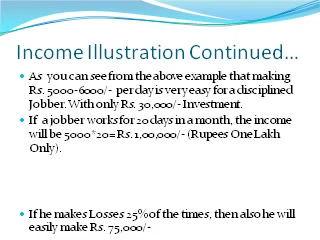 Income Illustration Continued...
As you can see from the above example that making
Rs. 5000-6000/- per day is very easy for a disciplined
Jobber. With only Rs. 30,000/- Investment.
If a jobber works for 20 days in a month, the income
will be 5000*20= Rs. 1,00,000/- (Rupees One Lakh
Only).
If he makes Losses 25% of the times, then also he will
easily make Rs. 75,000/-